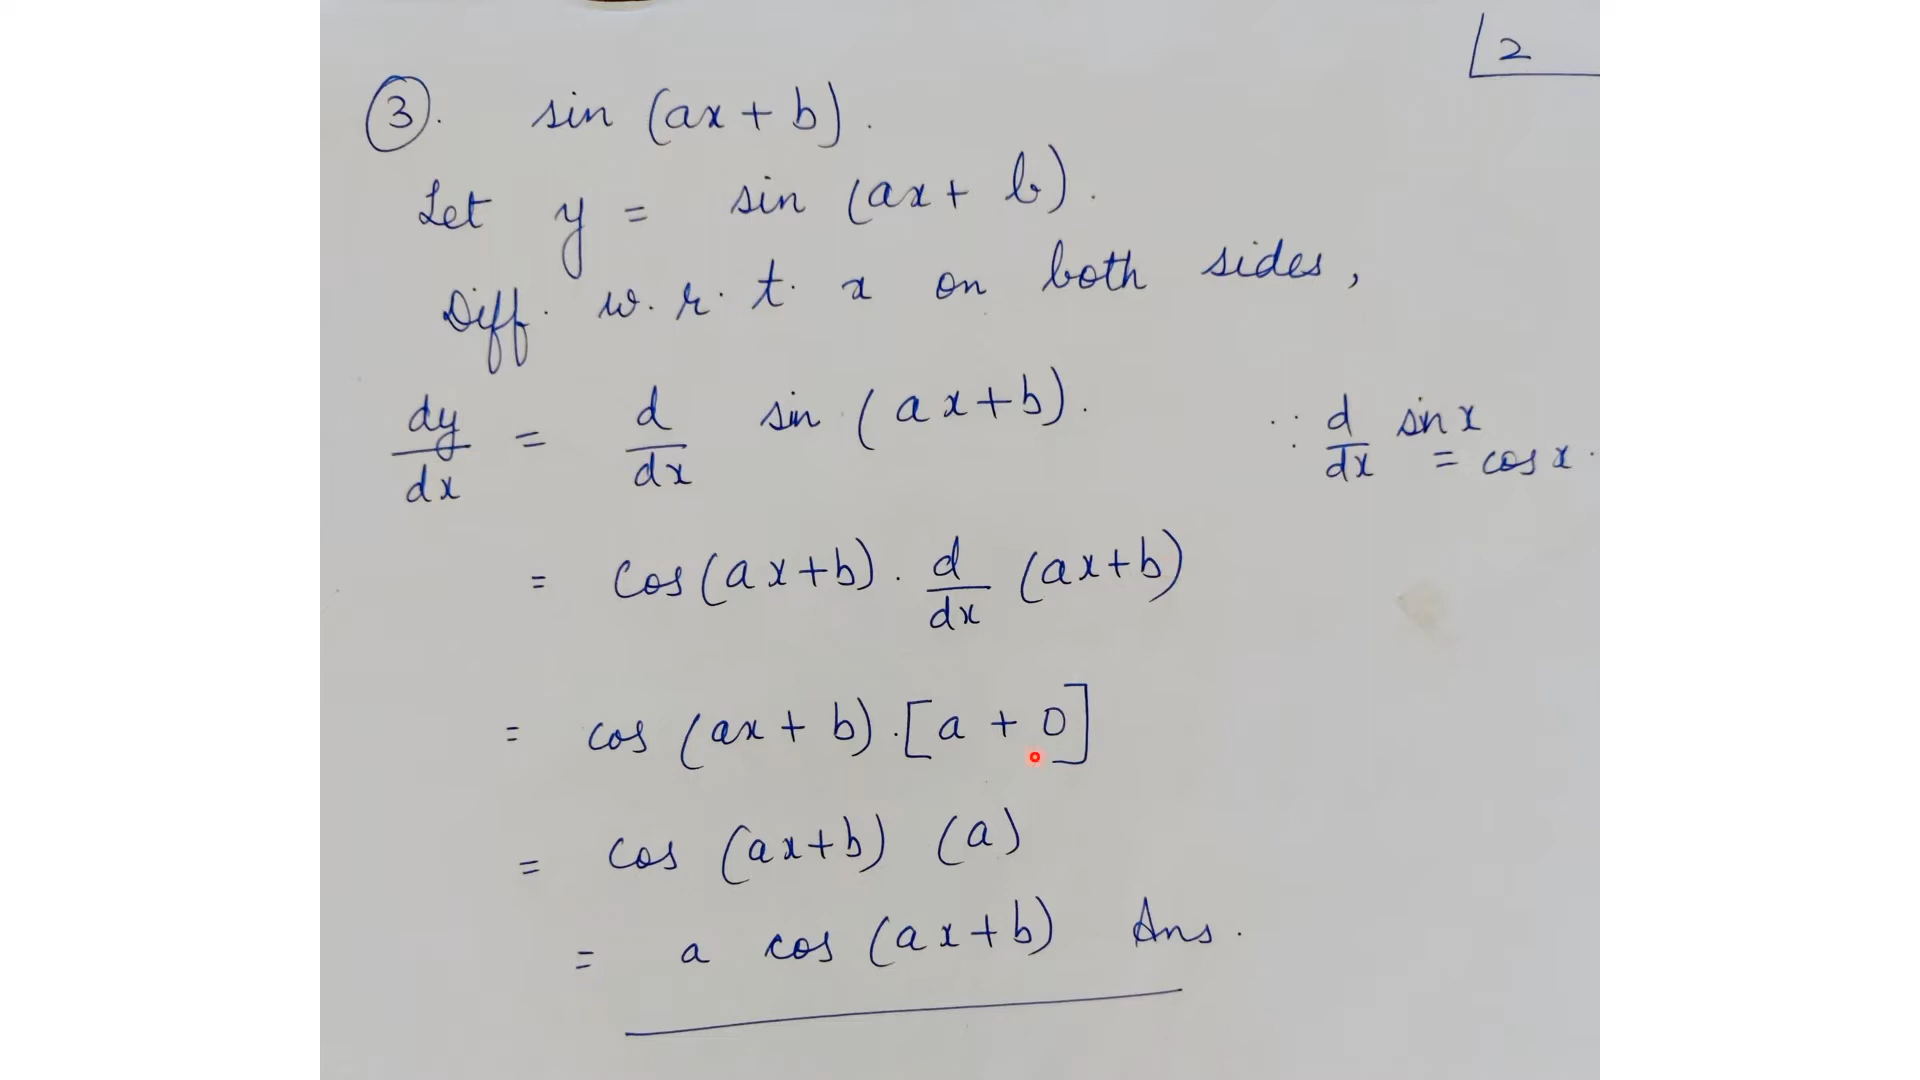 2
③. sin (ax + b).
Let y = sin (ax + b).
Diff. w.r.t. x on both sides,
dy/dx = d/dx sin (ax+b). ∵ d/dx sin x = cos x.
= cos(ax+b) . d/dx (ax+b)
= cos (ax + b) . [a + 0]
= cos (ax+b) (a)
= a cos (ax+b) Ans.